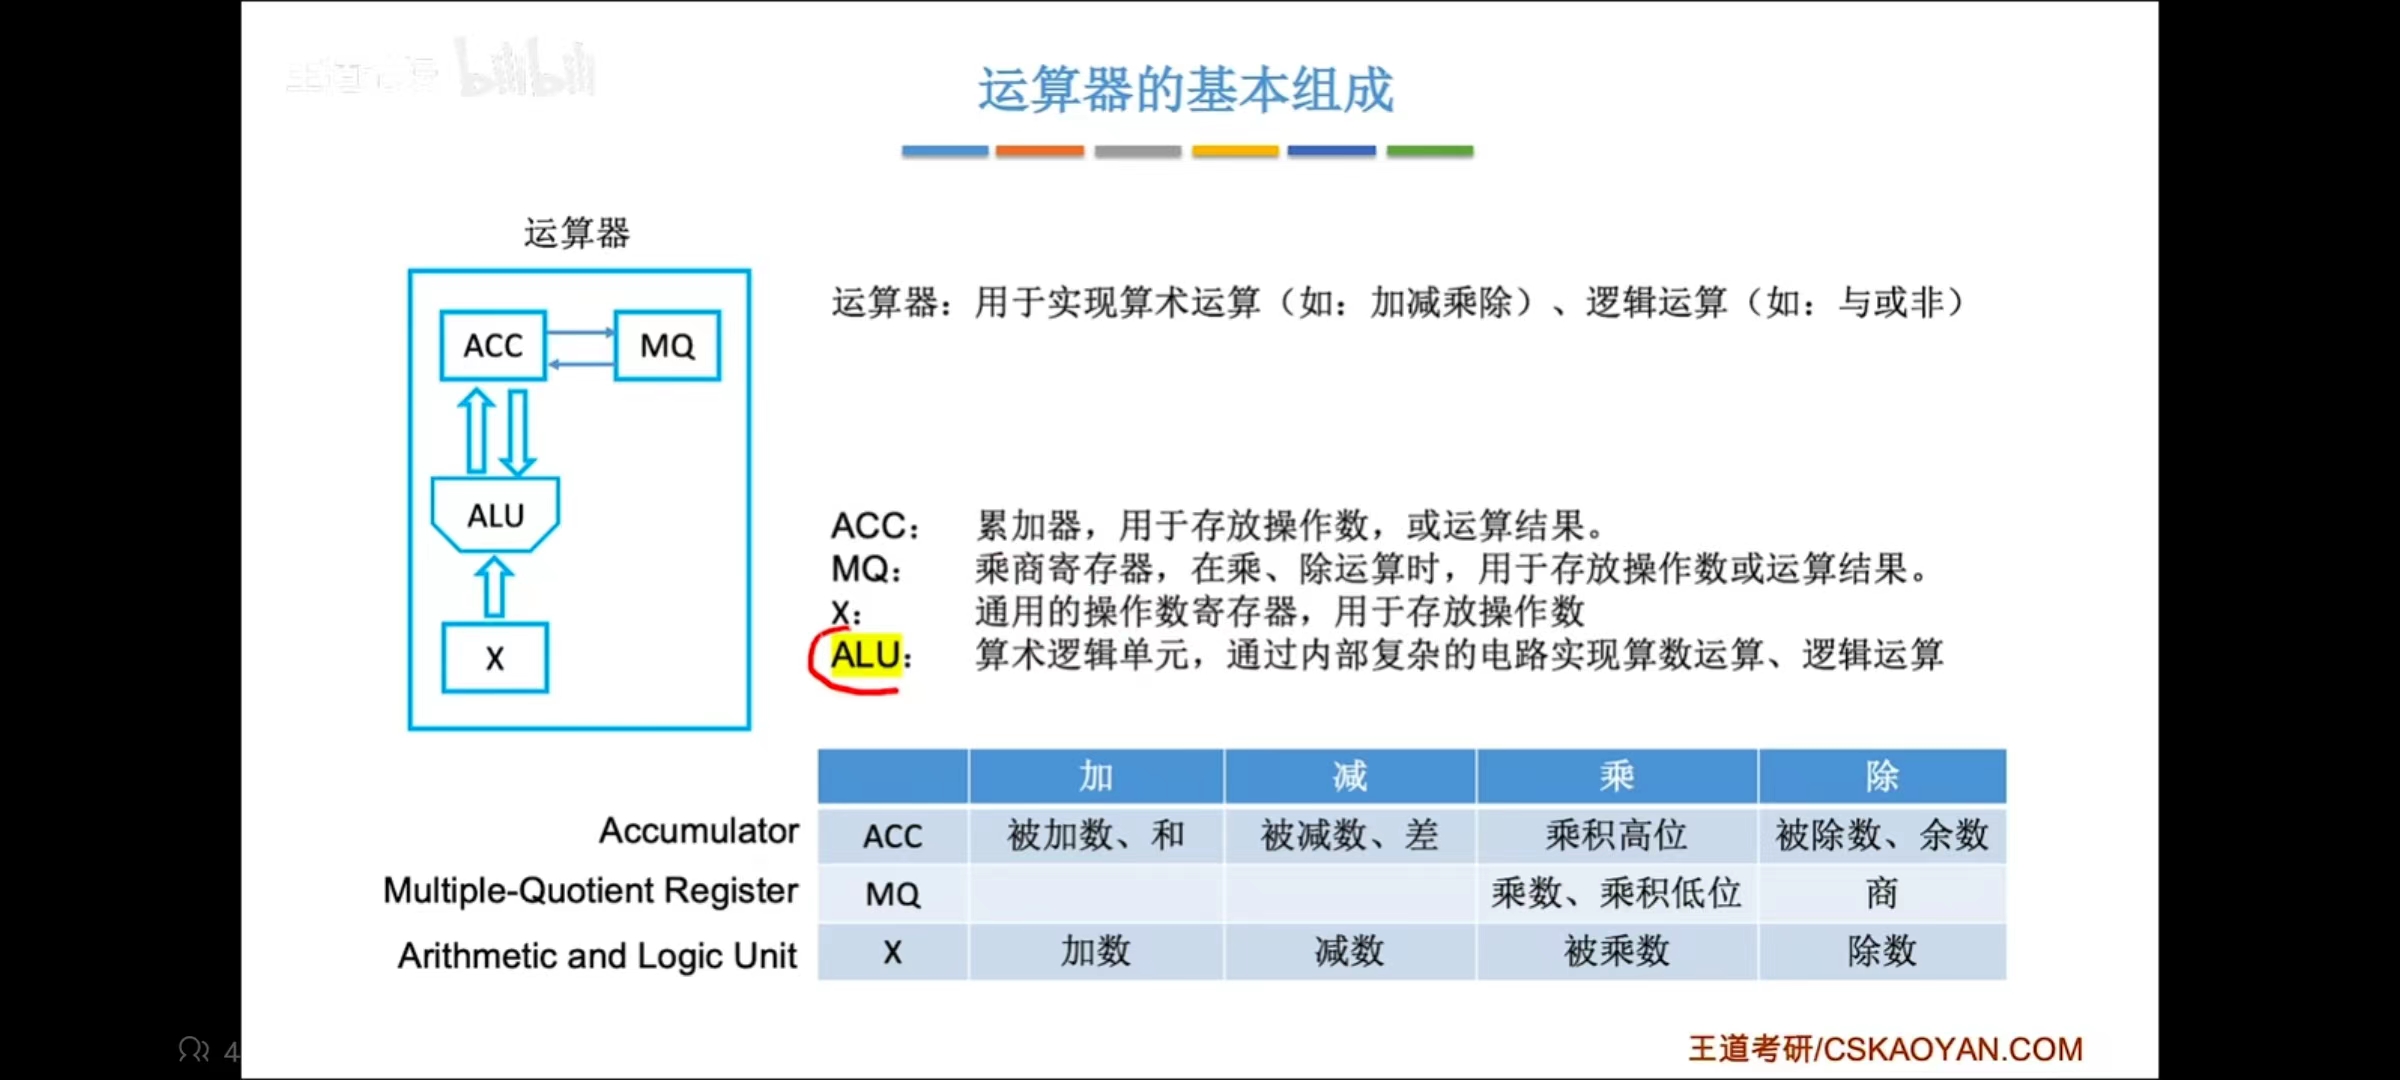 bilibili
运算器的基本组成
运算器
ACC
MQ
ALU
X
运算器：用于实现算术运算（如：加减乘除）、逻辑运算（如：与或非）
ACC： 累加器，用于存放操作数，或运算结果。
MQ： 乘商寄存器，在乘、除运算时，用于存放操作数或运算结果。
X： 通用的操作数寄存器，用于存放操作数
ALU： 算术逻辑单元，通过内部复杂的电路实现算数运算、逻辑运算
加 减 乘 除
Accumulator ACC 被加数、和 被减数、差 乘积高位 被除数、余数
Multiple-Quotient Register MQ 乘数、乘积低位 商
Arithmetic and Logic Unit X 加数 减数 被乘数 除数
4
王道考研/CSKAOYAN.COM